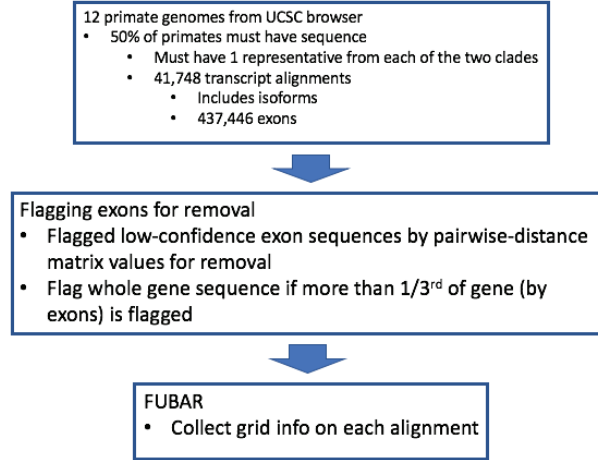 12 primate genomes from UCSC browser
• 50% of primates must have sequence
• Must have 1 representative from each of the two clades
• 41,748 transcript alignments
• Includes isoforms
• 437,446 exons
Flagging exons for removal
• Flagged low-confidence exon sequences by pairwise-distance
matrix values for removal
• Flag whole gene sequence if more than 1/3rd of gene (by
exons) is flagged
FUBAR
• Collect grid info on each alignment